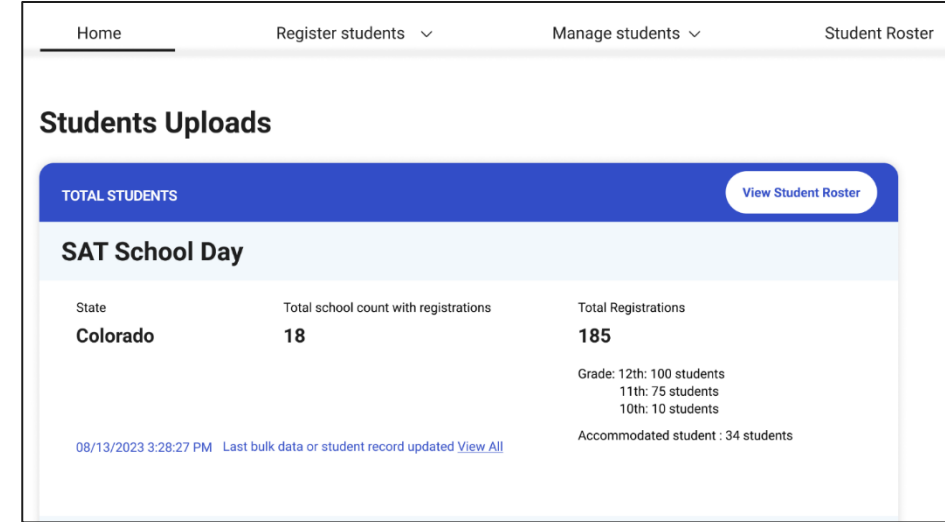 Home
Register students
Manage students
Student Roster
Students Uploads
TOTAL STUDENTS
View Student Roster
SAT School Day
State
Total school count with registrations
Total Registrations
Colorado
18
185
Grade: 12th: 100 students
11th: 75 students
10th: 10 students
Accommodated student : 34 students
08/13/2023 3:28:27 PM Last bulk data or student record updated View All